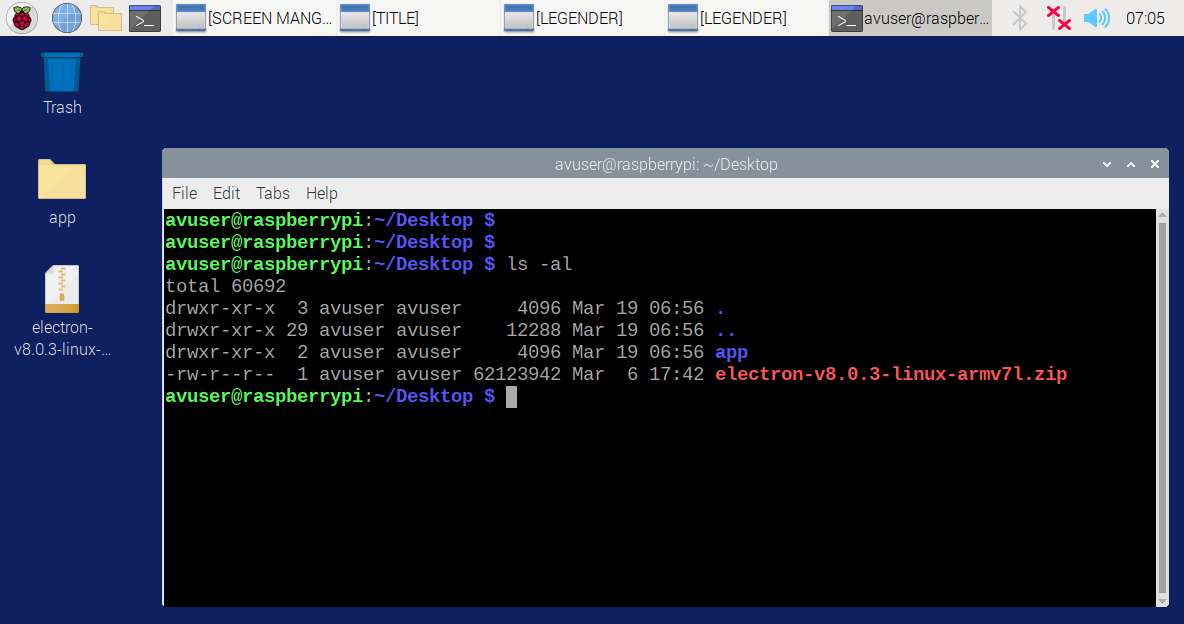 [SCREEN MANG... [TITLE] [LEGENDER] [LEGENDER] avuser@raspber... 07:05
Trash
app
electron-
v8.0.3-linux-...
avuser@raspberrypi: ~/Desktop
File Edit Tabs Help
avuser@raspberrypi:~/Desktop $
avuser@raspberrypi:~/Desktop $
avuser@raspberrypi:~/Desktop $ ls -al
total 60692
drwxr-xr-x  3 avuser avuser     4096 Mar 19 06:56 .
drwxr-xr-x 29 avuser avuser    12288 Mar 19 06:56 ..
drwxr-xr-x  2 avuser avuser     4096 Mar 19 06:56 app
-rw-r--r--  1 avuser avuser 62123942 Mar  6 17:42 electron-v8.0.3-linux-armv7l.zip
avuser@raspberrypi:~/Desktop $